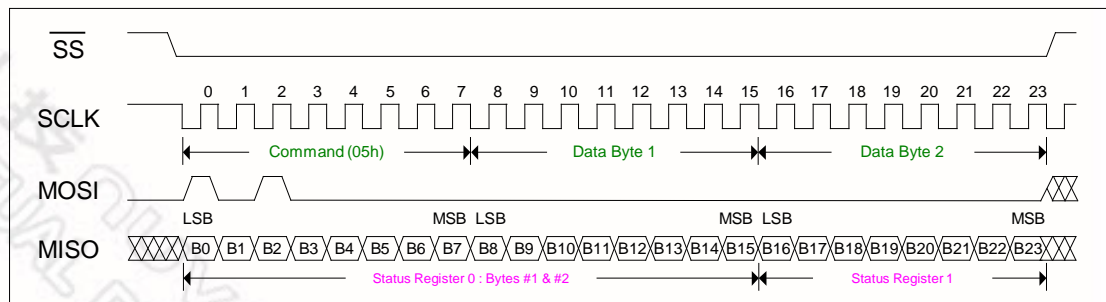 SS
0 1 2 3 4 5 6 7 8 9 10 11 12 13 14 15 16 17 18 19 20 21 22 23
SCLK
Command (05h) Data Byte 1 Data Byte 2
MOSI
LSB MSB LSB MSB LSB MSB
MISO B0 B1 B2 B3 B4 B5 B6 B7 B8 B9 B10 B11 B12 B13 B14 B15 B16 B17 B18 B19 B20 B21 B22 B23
Status Register 0 : Bytes #1 & #2 Status Register 1